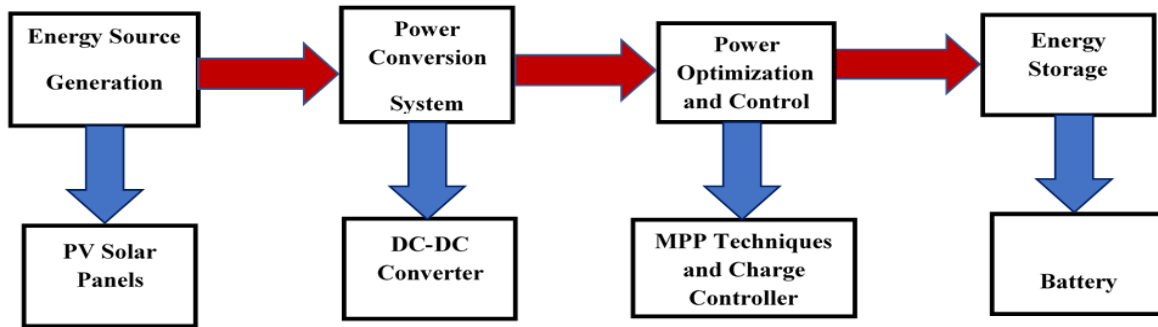 Energy Source
Generation
Power
Conversion
System
Power
Optimization
and Control
Energy
Storage
PV Solar
Panels
DC-DC
Converter
MPP Techniques
and Charge
Controller
Battery